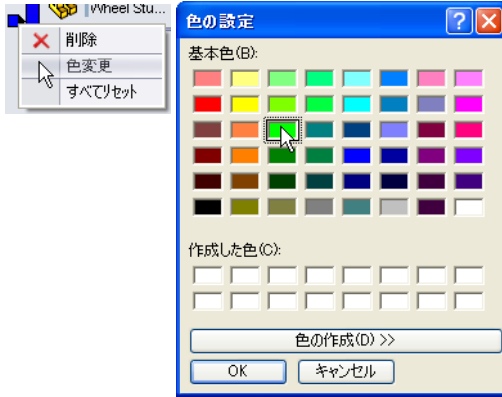 Wheel Stu...
削除
色変更
すべてリセット
色の設定
基本色(B):
作成した色(C):
色の作成(D) >>
OK キャンセル